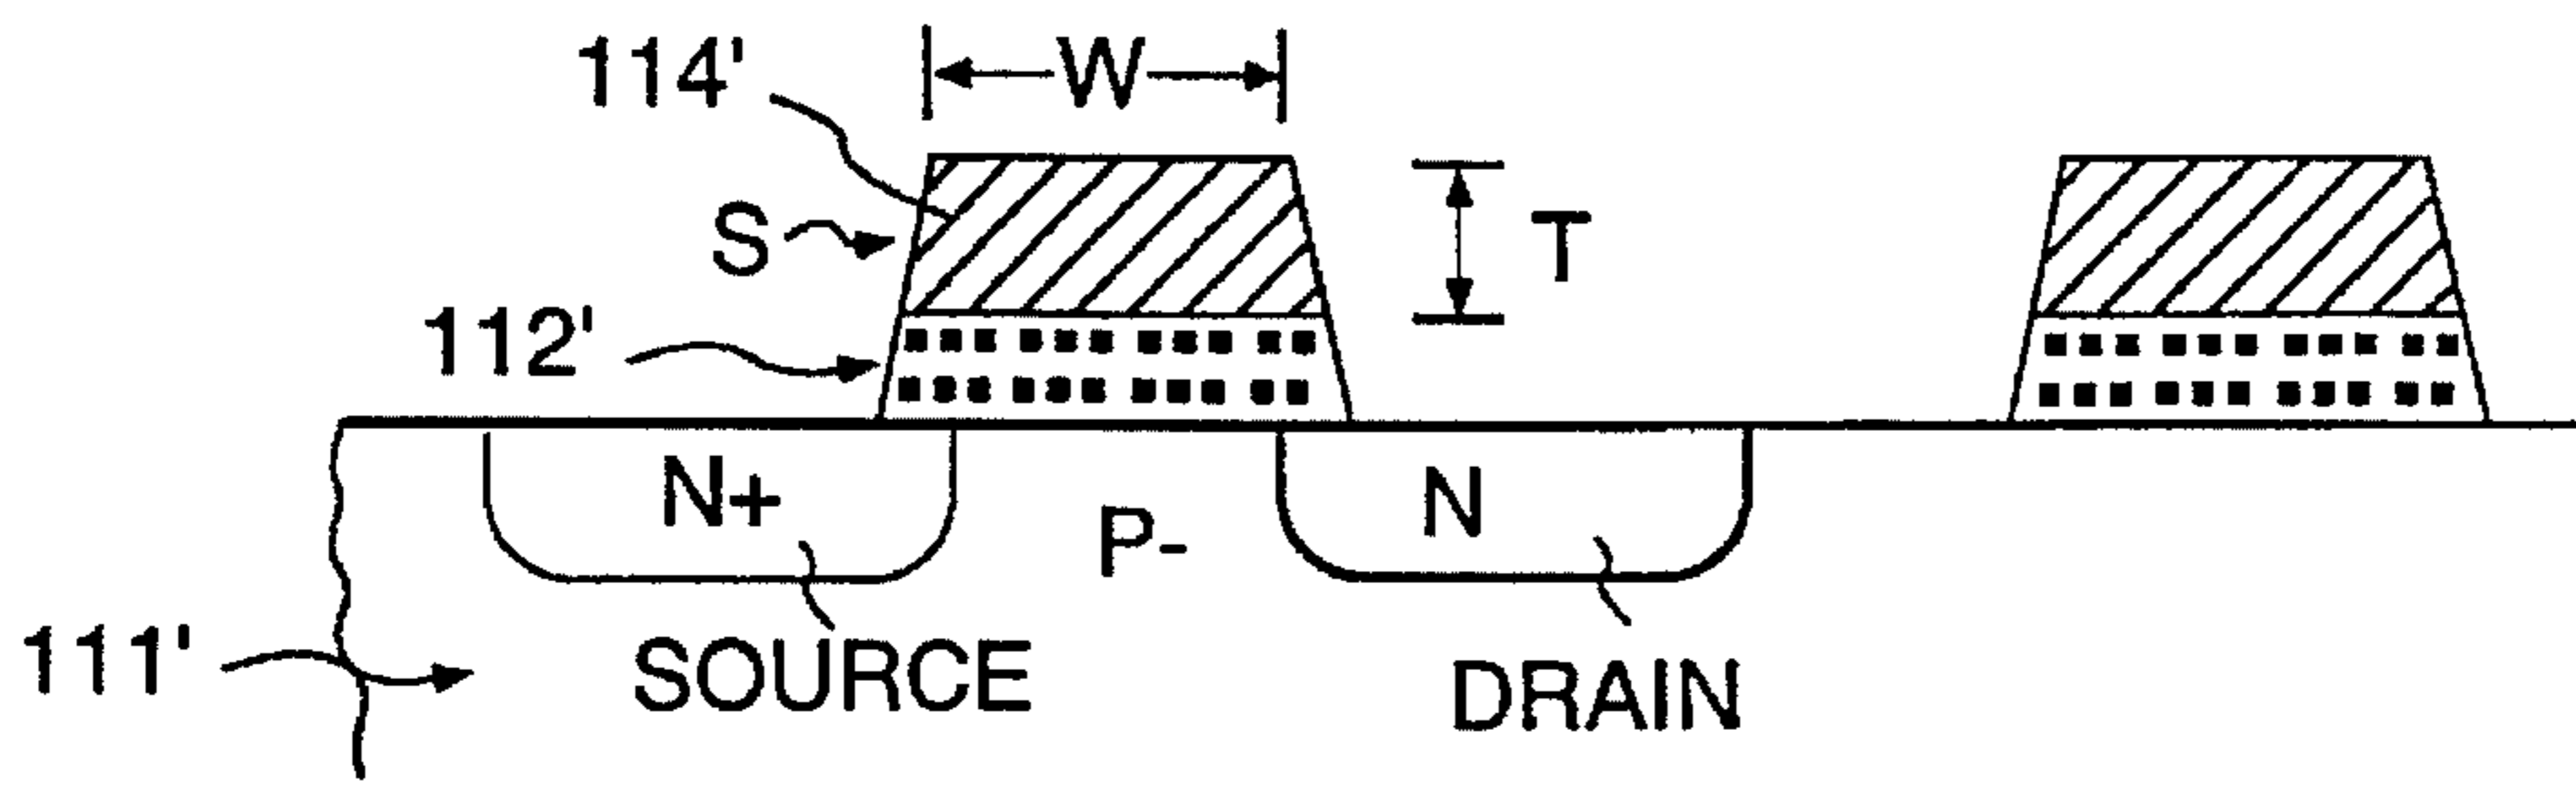 114'
W
S
T
112'
N+
P-
N
111'
SOURCE
DRAIN